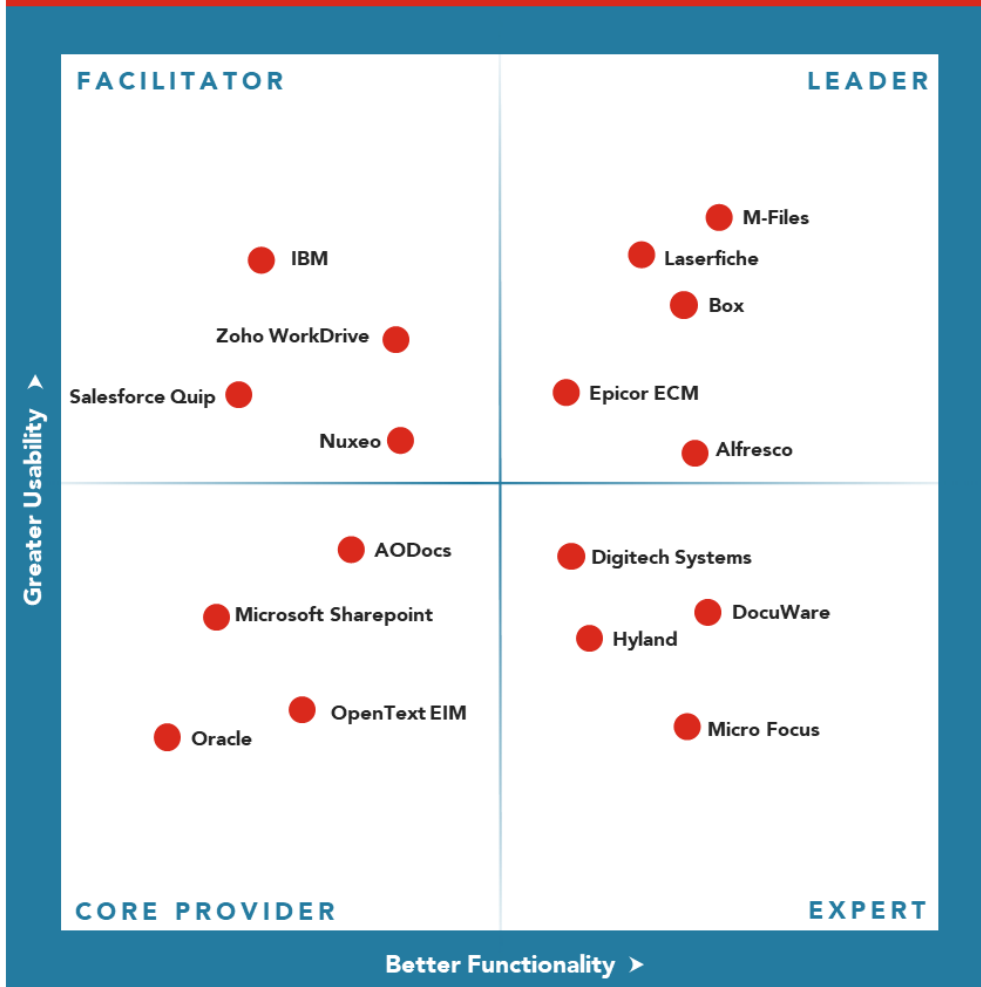 FACILITATOR
LEADER
M-Files
IBM
Laserfiche
Box
Zoho WorkDrive
Salesforce Quip
Epicor ECM
Nuxeo
Alfresco
Greater Usability
AODocs
Digitech Systems
Microsoft Sharepoint
DocuWare
Hyland
OpenText EIM
Oracle
Micro Focus
CORE PROVIDER
EXPERT
Better Functionality